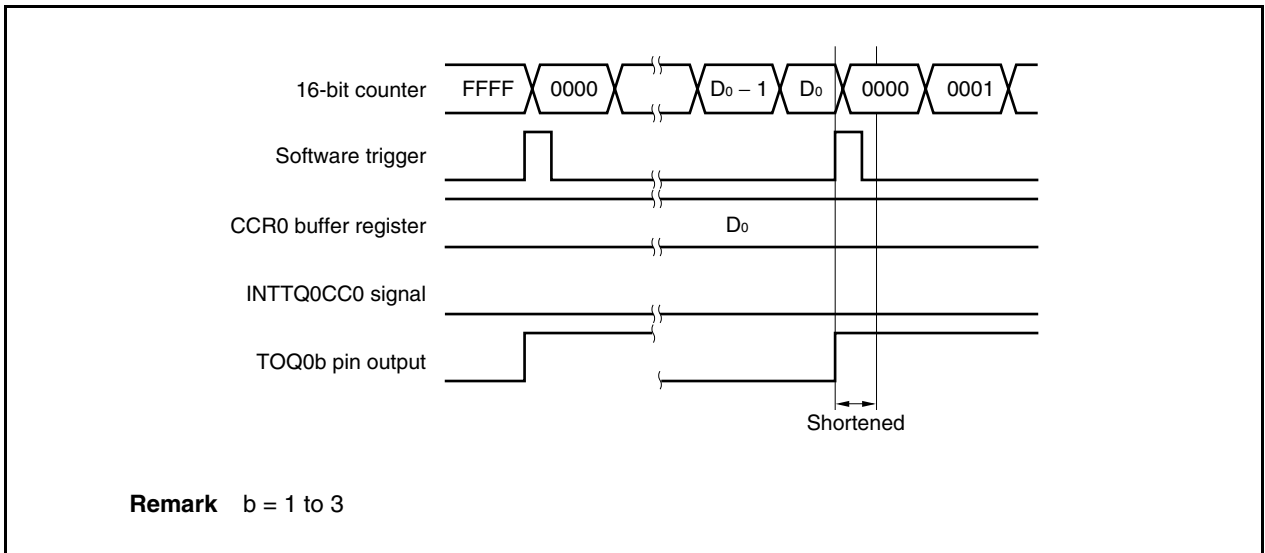 16-bit counter FFFF 0000 D0 − 1 D0 0000 0001
Software trigger
CCR0 buffer register D0
INTTQ0CC0 signal
TOQ0b pin output
Shortened
Remark b = 1 to 3